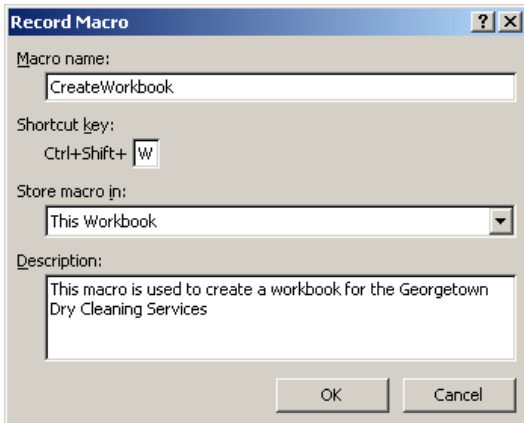 Record Macro
Macro name:
CreateWorkbook
Shortcut key:
Ctrl+Shift+ W
Store macro in:
This Workbook
Description:
This macro is used to create a workbook for the Georgetown
Dry Cleaning Services
OK Cancel